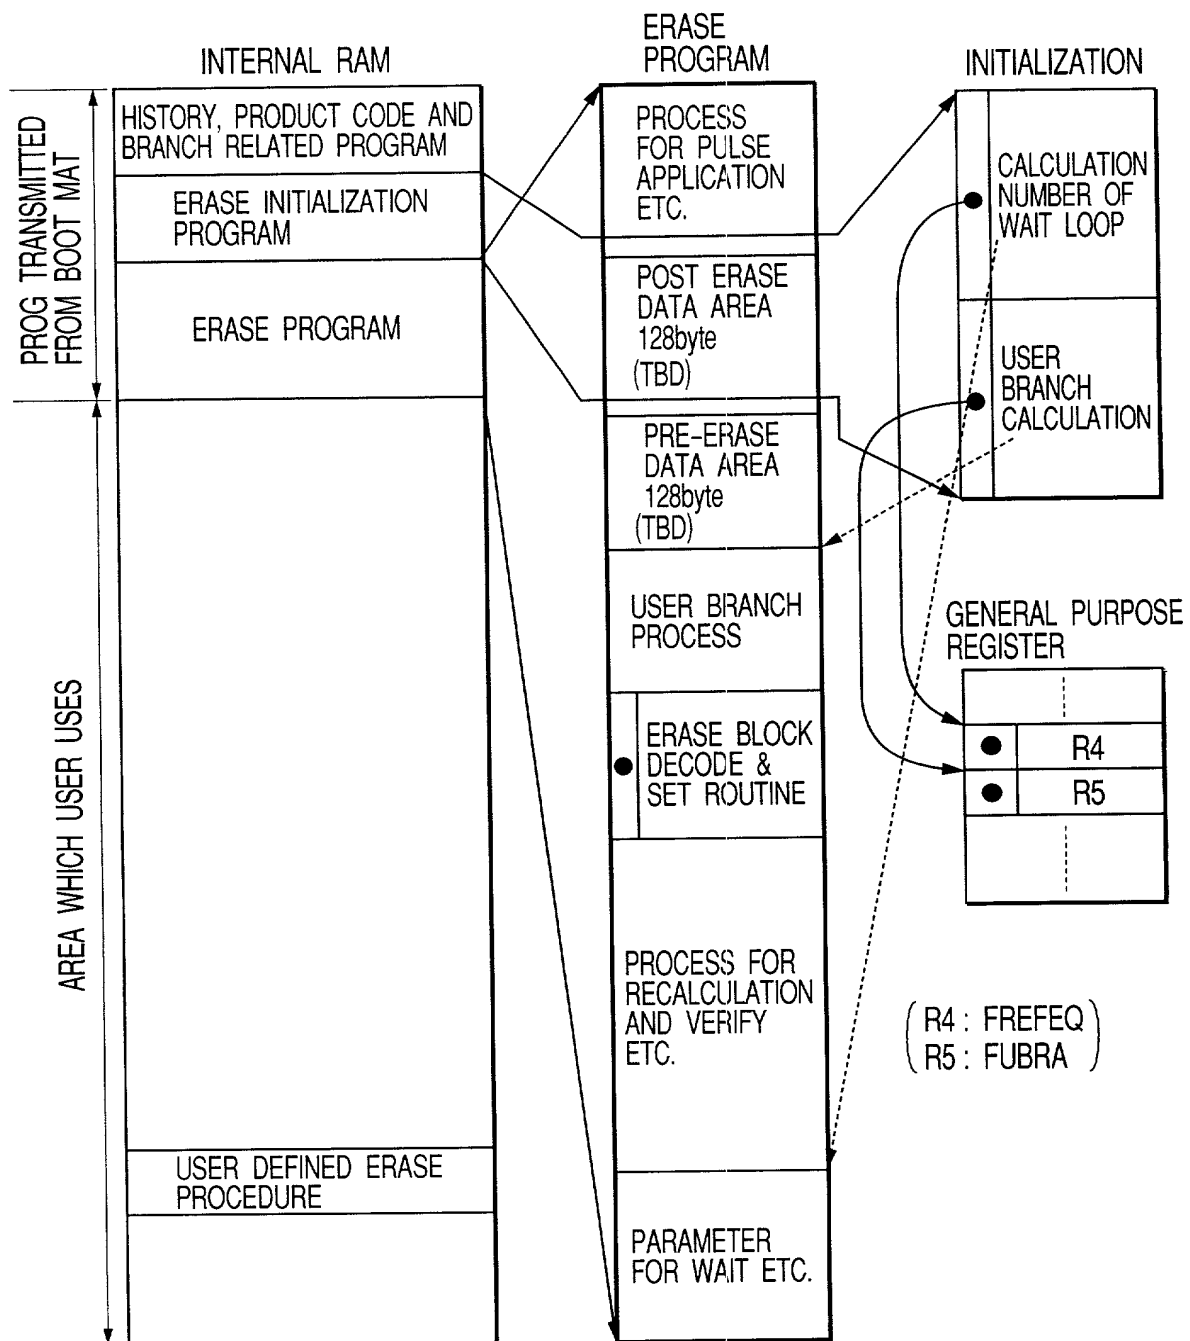 INTERNAL RAM
PROG TRANSMITTED
FROM BOOT MAT
HISTORY, PRODUCT CODE AND
BRANCH RELATED PROGRAM
ERASE INITIALIZATION
PROGRAM
ERASE PROGRAM
AREA WHICH USER USES
USER DEFINED ERASE
PROCEDURE
ERASE
PROGRAM
PROCESS
FOR PULSE
APPLICATION
ETC.
POST ERASE
DATA AREA
128byte
(TBD)
PRE-ERASE
DATA AREA
128byte
(TBD)
USER BRANCH
PROCESS
ERASE BLOCK
DECODE &
SET ROUTINE
PROCESS FOR
RECALCULATION
AND VERIFY
ETC.
PARAMETER
FOR WAIT ETC.
INITIALIZATION
CALCULATION
NUMBER OF
WAIT LOOP
USER
BRANCH
CALCULATION
GENERAL PURPOSE
REGISTER
R4
R5
(R4 : FREFEQ
R5 : FUBRA)